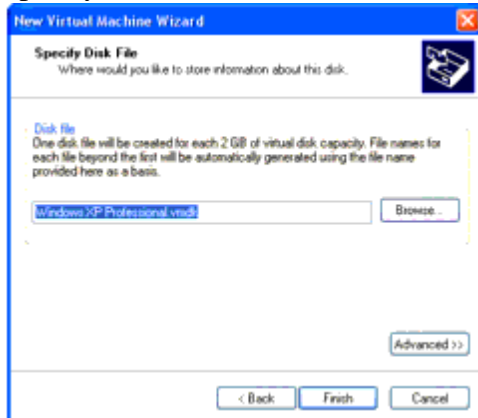 New Virtual Machine Wizard
Specify Disk File
Where would you like to store information about this disk.
Disk file
One disk file will be created for each 2 GB of virtual disk capacity. File names for
each file beyond the first will be automatically generated using the file name
provided here as a basis.
Windows XP Professional.vmdk
Browse...
Advanced >>
< Back
Finish
Cancel